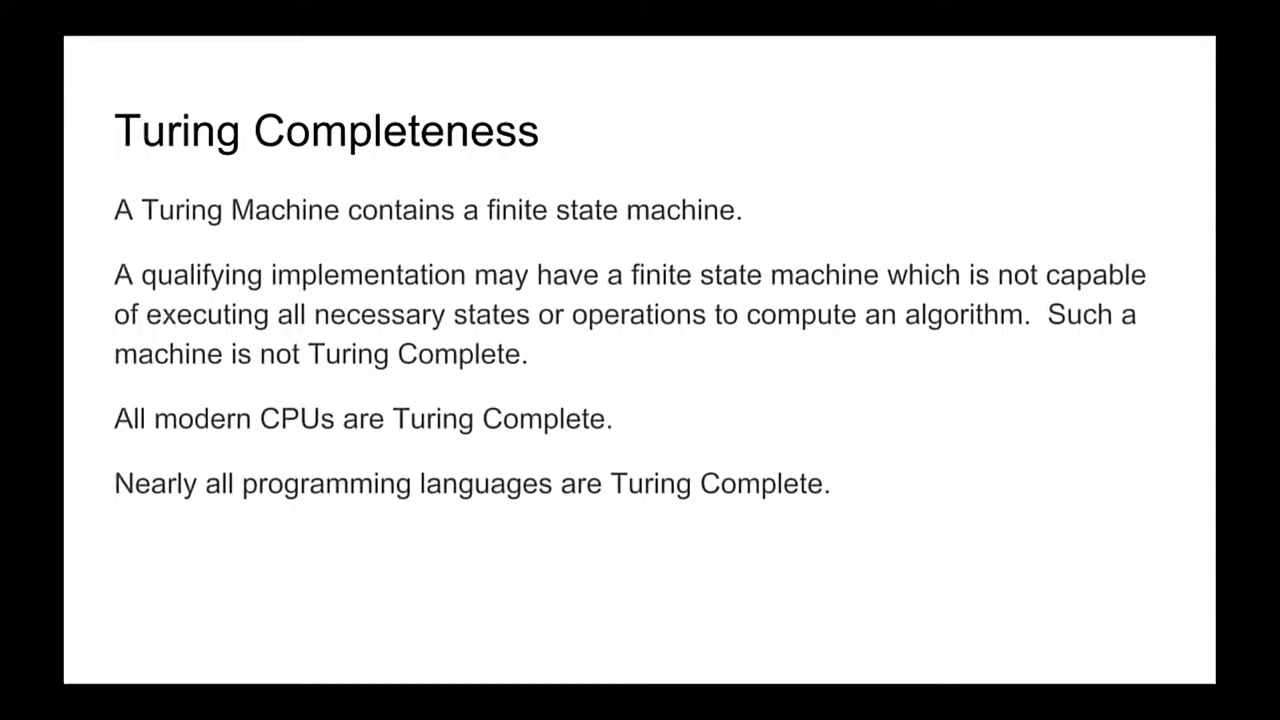 Turing Completeness
A Turing Machine contains a finite state machine.
A qualifying implementation may have a finite state machine which is not capable
of executing all necessary states or operations to compute an algorithm.  Such a
machine is not Turing Complete.
All modern CPUs are Turing Complete.
Nearly all programming languages are Turing Complete.